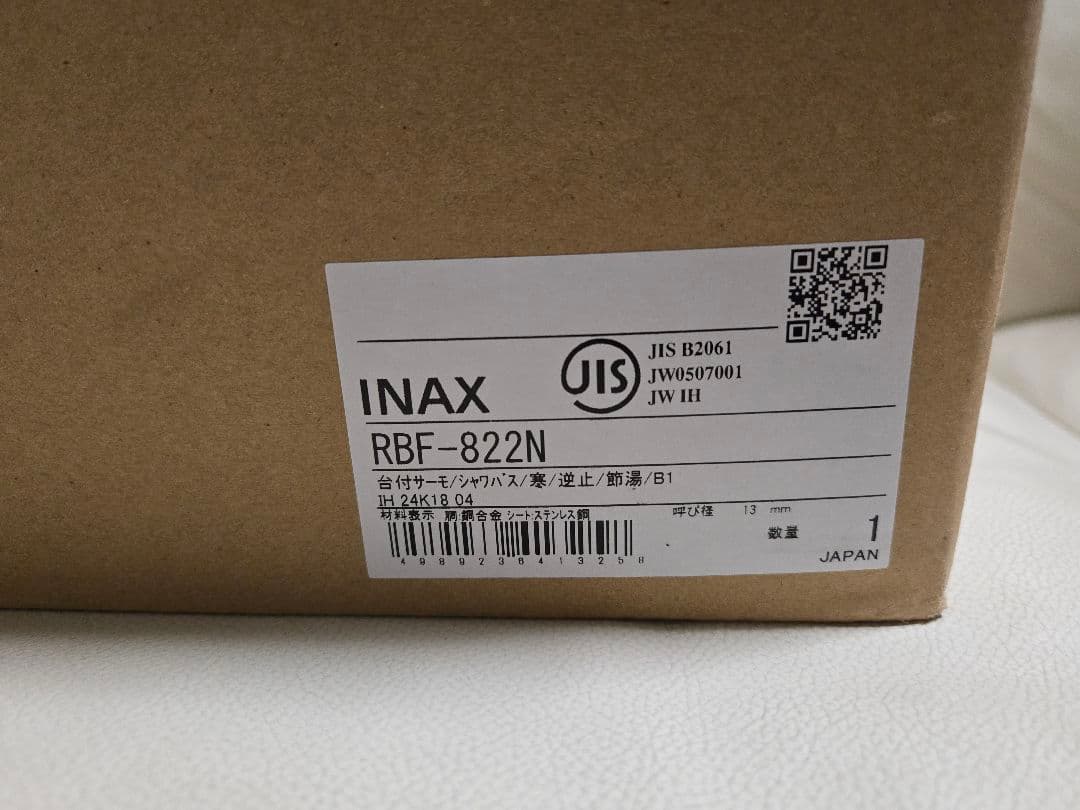 JIS
JIS B2061
JW0507001
JW IH
INAX
RBF-822N
台付サーモ/シャワバス/寒/逆止/節湯/B1
IH 24K18 04
材料表示 胴:銅合金 シート:ステンレス鋼 呼び径 13 mm
数量 1
4989236413258
JAPAN